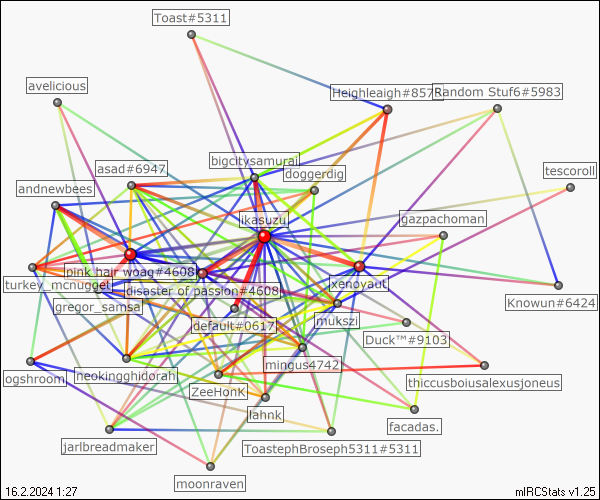 Toast#5311
avelicious
Heighleaigh#857
Random Stuf6#5983
bigcitysamurai
asad#6947
doggerdig
tescoroll
andnewbees
ikasuzu
gazpachoman
pink hair woag#4608
turkey_mcnugget
disaster of passion#4608
xenoyaut
Knowun#6424
gregor_samsa
default#0617
mukszi
Duck™#9103
mingus4742
ogshroom
neokingghidorah
thiccusboiusalexusjoneus
ZeeHonK
lahnk
facadas.
jarlbreadmaker
ToastephBroseph5311#5311
moonraven
16.2.2024 1:27
mIRCStats v1.25